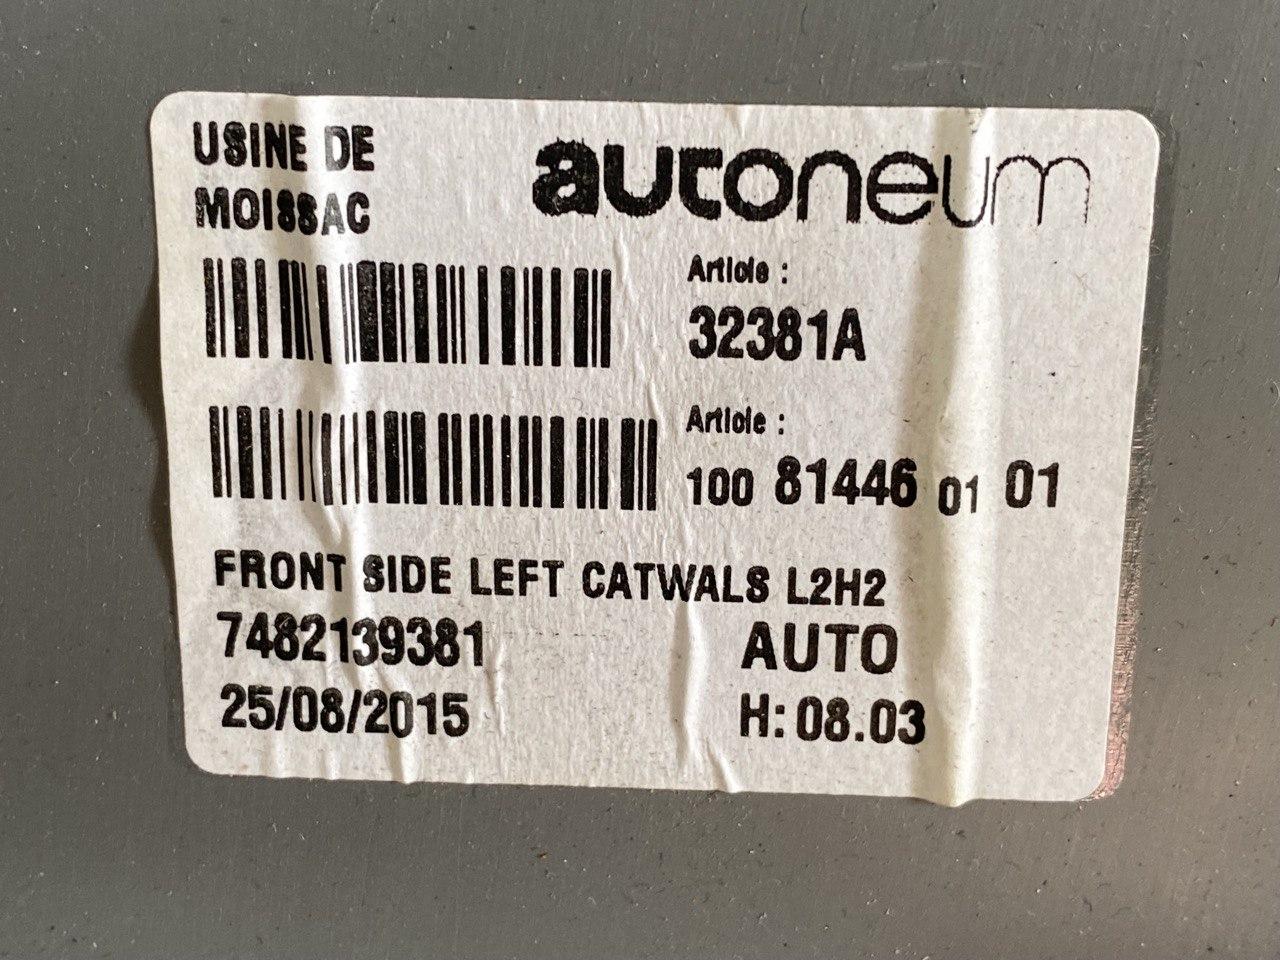 USINE DE
MOISSAC
autoneum
Article :
32381A
Article :
100 81446 01 01
FRONT SIDE LEFT CATWALS L2H2
7482139381
AUTO
25/08/2015
H: 08.03